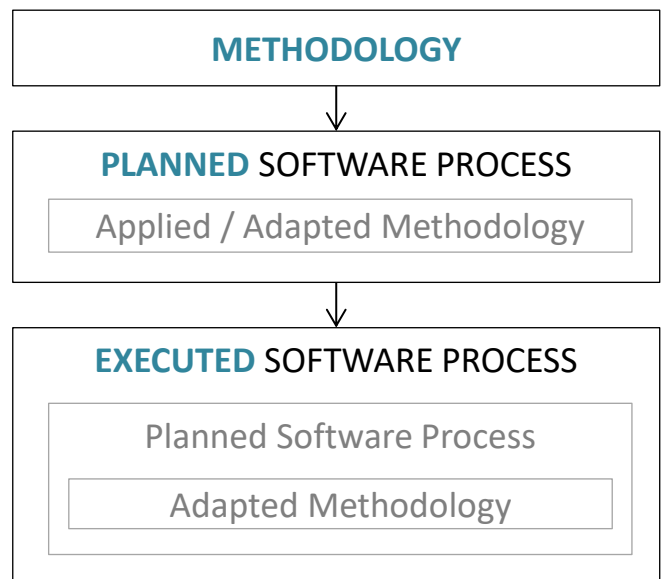 METHODOLOGY
PLANNED SOFTWARE PROCESS
Applied / Adapted Methodology
EXECUTED SOFTWARE PROCESS
Planned Software Process
Adapted Methodology